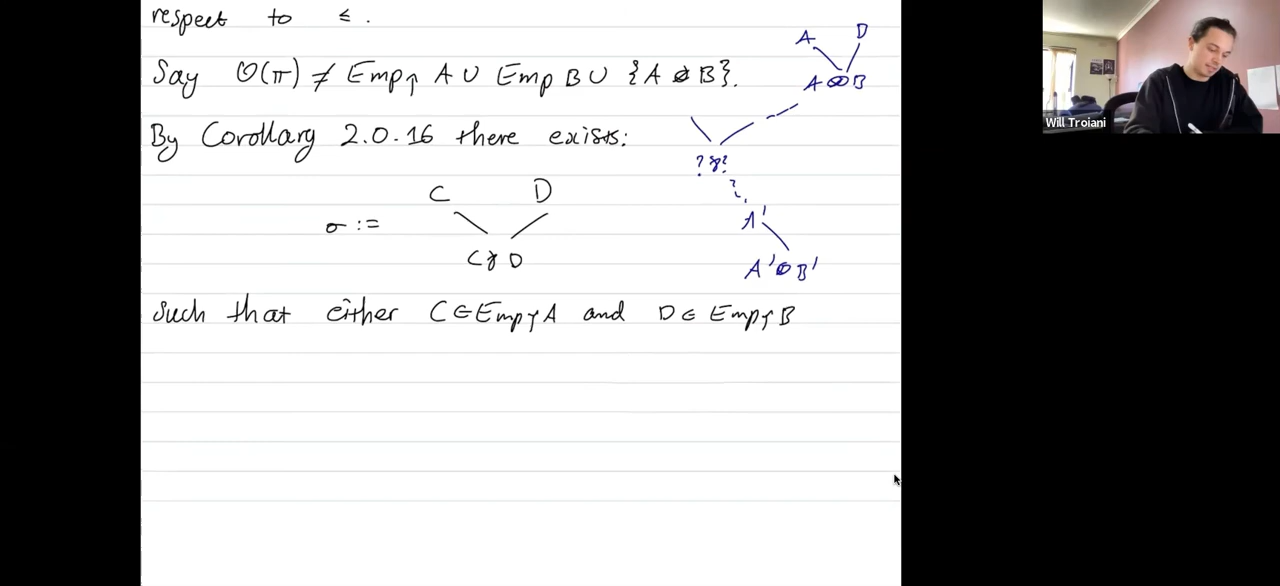 respect to ≤ .
Say O(π) ≠ Emp↑ A ∪ Emp B ∪ {A ⊗ B}.
By Corollary 2.0.16 there exists:
C D
σ :=
C ⅋ D
Such that either C ∈ Emp↑A and D ∈ Emp↑B
A D
A ⊗ B
? ⅋ ?
?
A'
A' ⊗ B'
Will Troiani